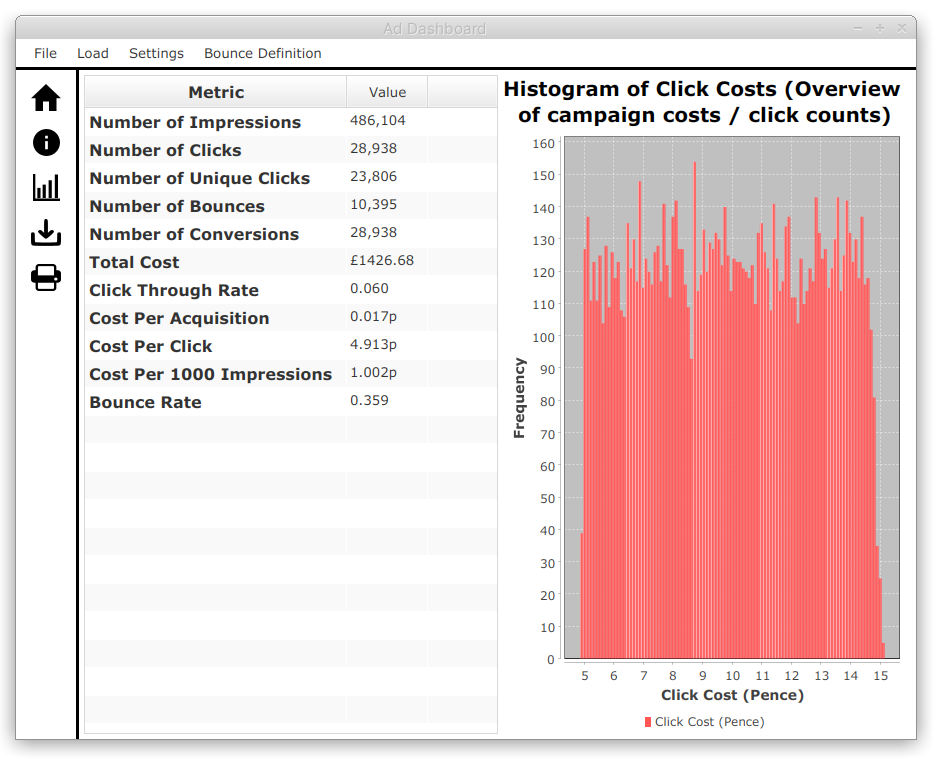 Ad Dashboard
File Load Settings Bounce Definition
Metric Value
Number of Impressions 486,104
Number of Clicks 28,938
Number of Unique Clicks 23,806
Number of Bounces 10,395
Number of Conversions 28,938
Total Cost £1426.68
Click Through Rate 0.060
Cost Per Acquisition 0.017p
Cost Per Click 4.913p
Cost Per 1000 Impressions 1.002p
Bounce Rate 0.359
Histogram of Click Costs (Overview
of campaign costs / click counts)
160
150
140
130
120
110
100
90
80
70
60
50
40
30
20
10
0
Frequency
5 6 7 8 9 10 11 12 13 14 15
Click Cost (Pence)
Click Cost (Pence)